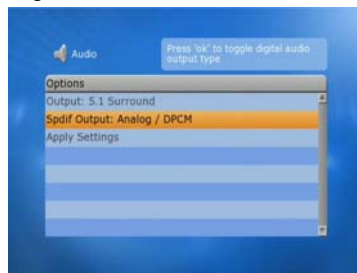 Audio
Press 'ok' to toggle digital audio
output type
Options
Output: 5.1 Surround
Spdif Output: Analog / DPCM
Apply Settings